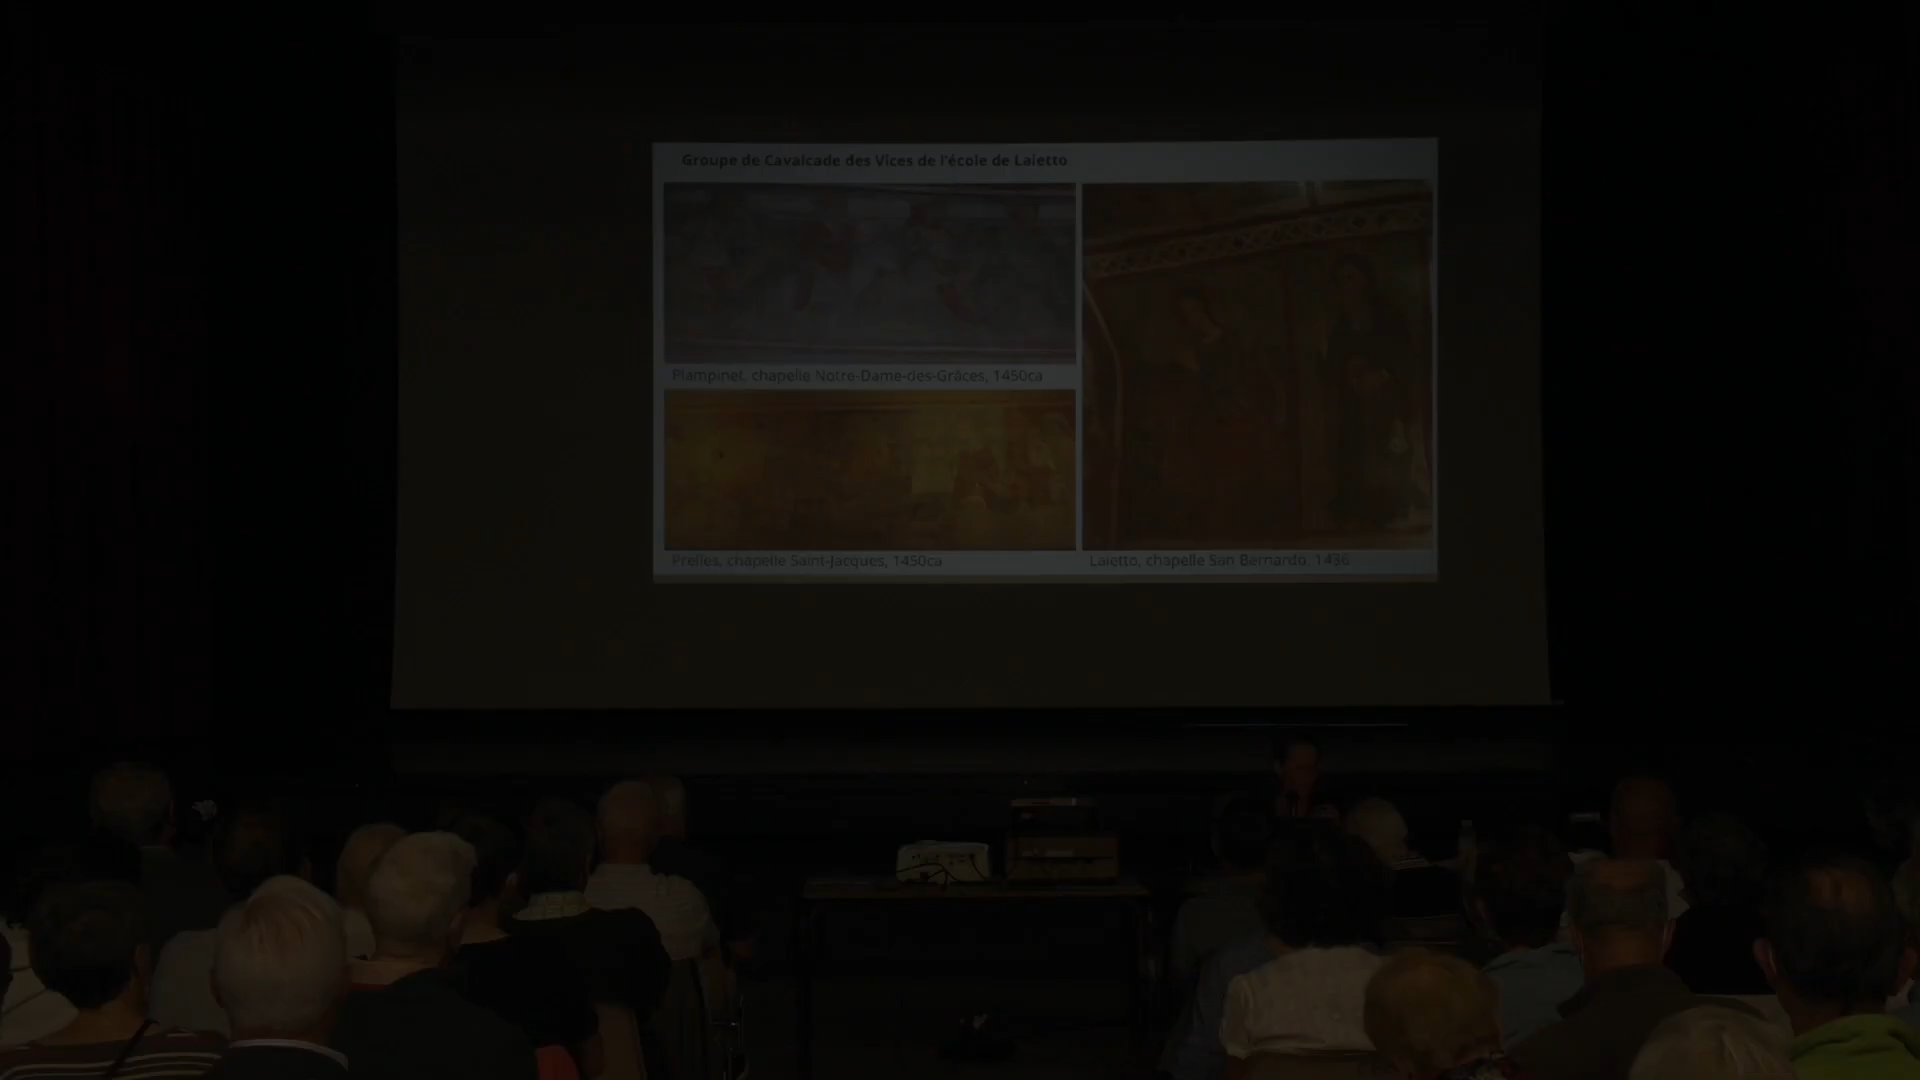 Groupe de Cavalcade des Vices de l'école de Laietto
Plampinet, chapelle Notre-Dame-des-Grâces, 1450ca
Prelles, chapelle Saint-Jacques, 1450ca
Laietto, chapelle San Bernardo, 1436